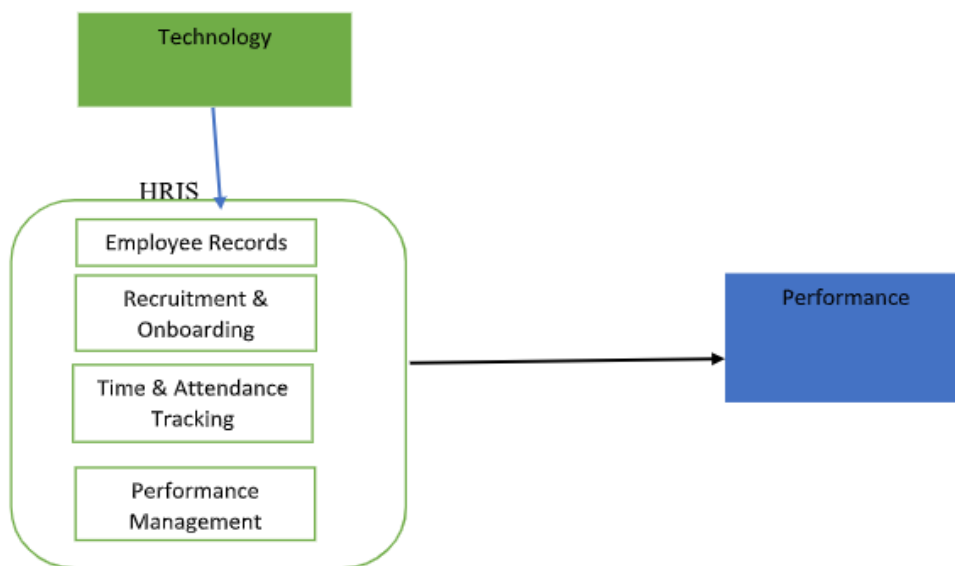 Technology
HRIS
Employee Records
Recruitment &
Onboarding
Time & Attendance
Tracking
Performance
Management
Performance